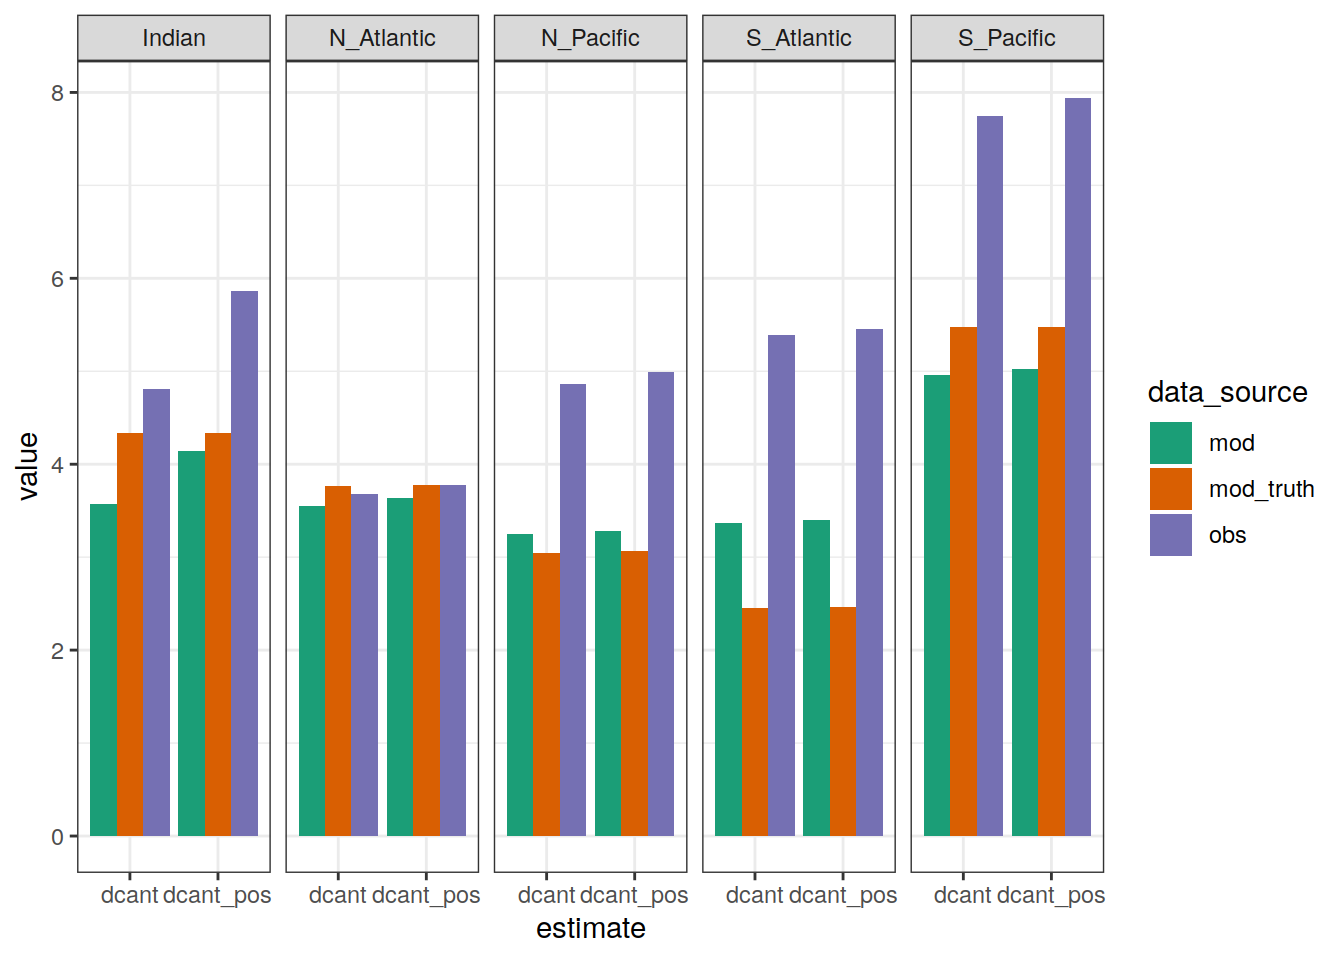 Indian N_Atlantic N_Pacific S_Atlantic S_Pacific
8
6
4
2
0
value
dcant dcant_pos dcant dcant_pos dcant dcant_pos dcant dcant_pos dcant dcant_pos
estimate
data_source
mod
mod_truth
obs